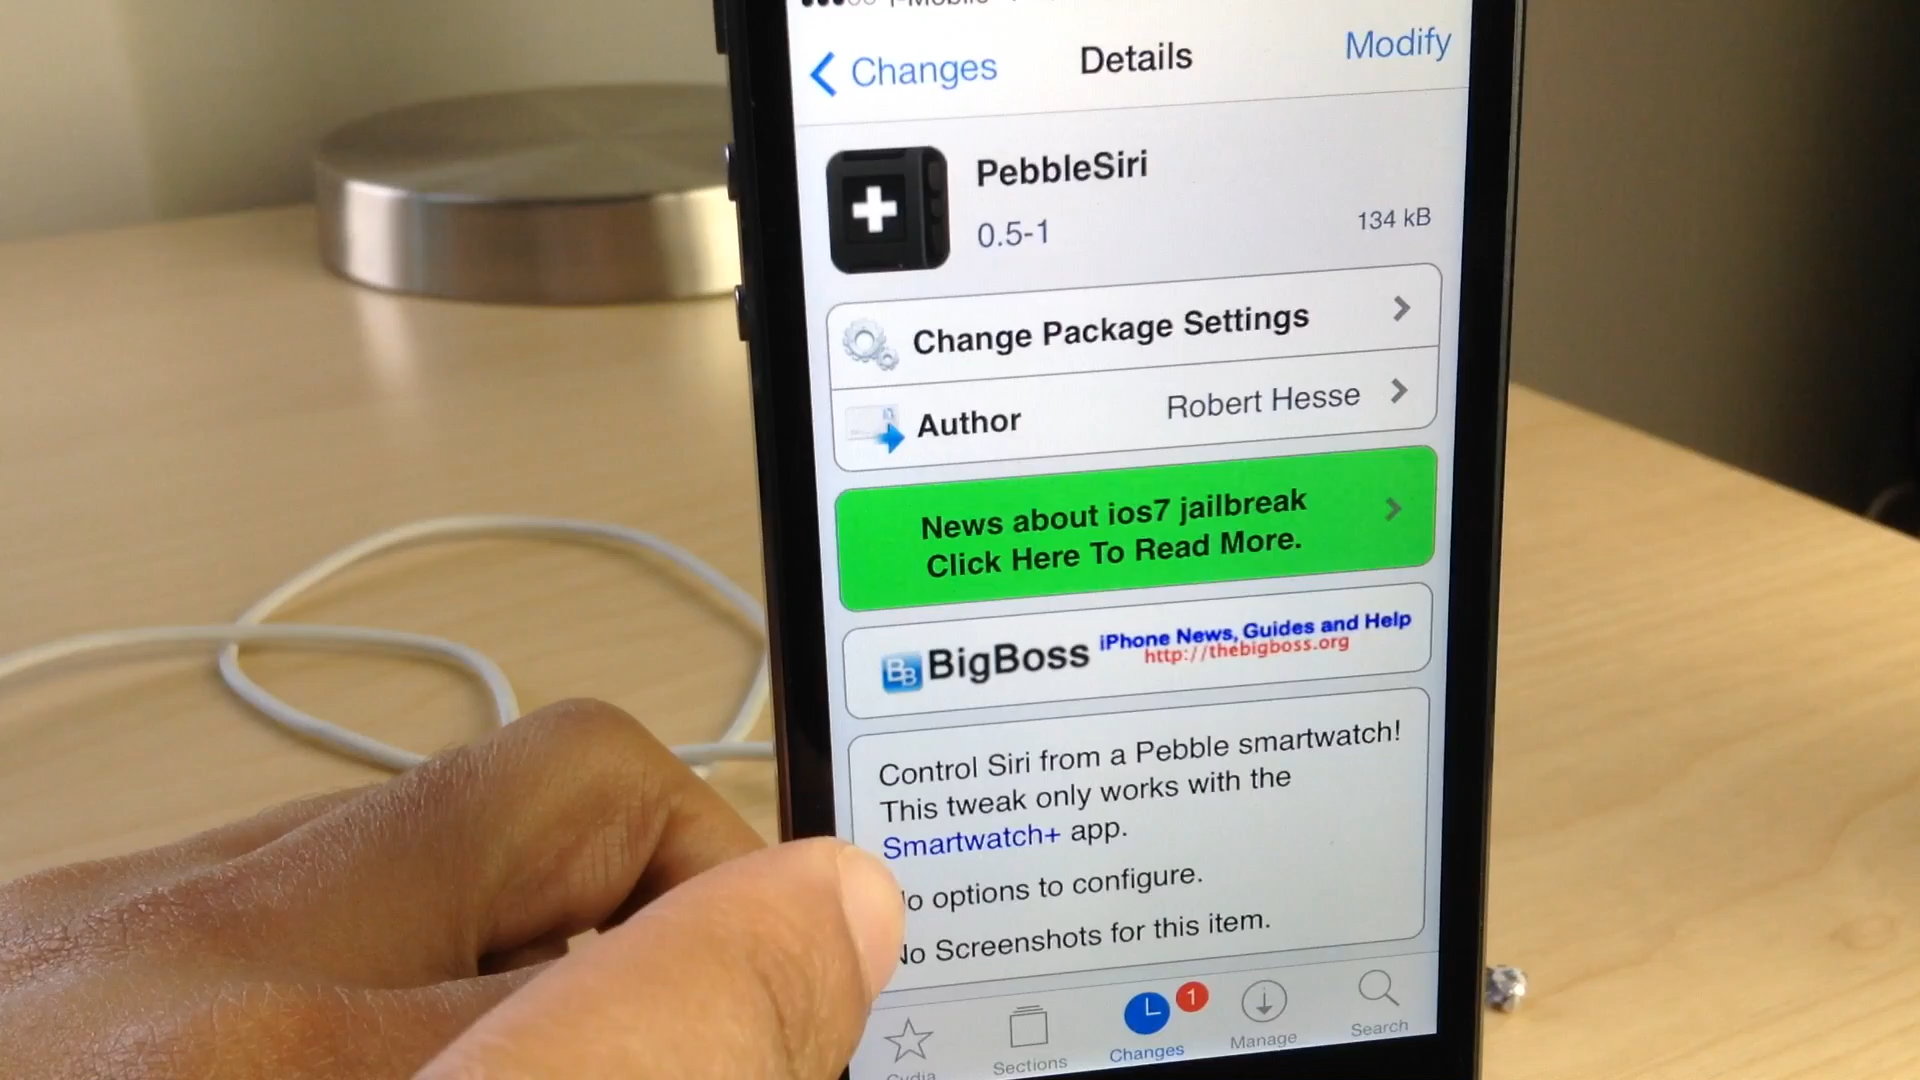 Changes
Details
Modify
PebbleSiri
0.5-1
134 kB
Change Package Settings
Author
Robert Hesse
News about ios7 jailbreak
Click Here To Read More.
BB BigBoss
iPhone News, Guides and Help
http://thebigboss.org
Control Siri from a Pebble smartwatch!
This tweak only works with the
Smartwatch+ app.
No options to configure.
No Screenshots for this item.
Sections
Changes
1
Manage
Search